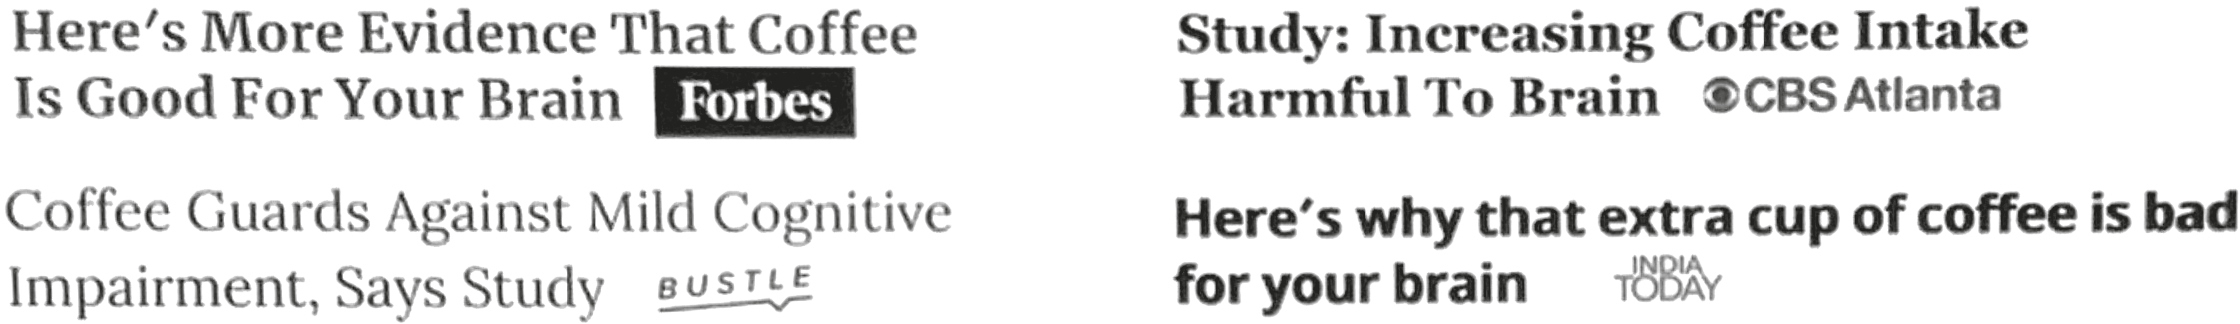 Here's More Evidence That Coffee
Is Good For Your Brain Forbes
Coffee Guards Against Mild Cognitive
Impairment, Says Study BUSTLE
Study: Increasing Coffee Intake
Harmful To Brain CBS Atlanta
Here's why that extra cup of coffee is bad
for your brain INDIA TODAY